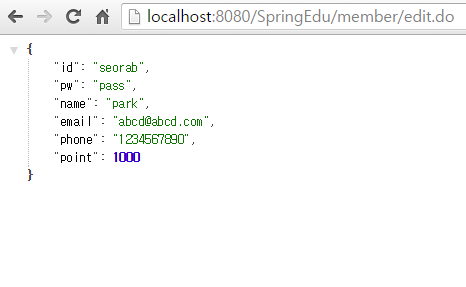 localhost:8080/SpringEdu/member/edit.do
{
"id": "seorab",
"pw": "pass",
"name": "park",
"email": "abcd@abcd.com",
"phone": "1234567890",
"point": 1000
}